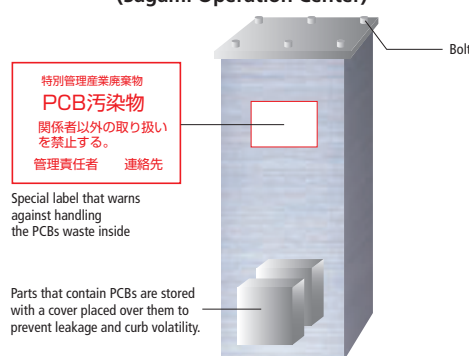 (Sagami Operation Center)
Bolt
特別管理産業廃棄物
PCB汚染物
関係者以外の取り扱い
を禁止する。
管理責任者 連絡先
Special label that warns
against handling
the PCBs waste inside
Parts that contain PCBs are stored
with a cover placed over them to
prevent leakage and curb volatility.